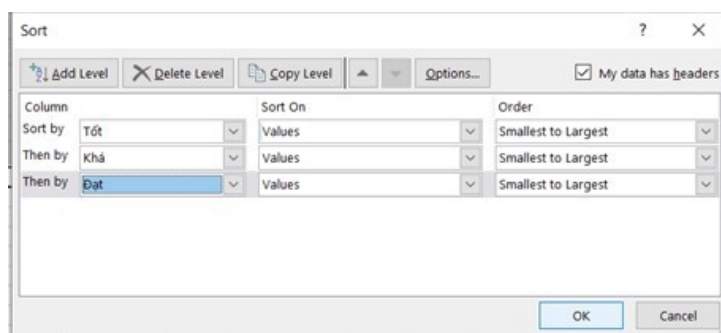 Sort ? ×
Add Level Delete Level Copy Level Options... My data has headers
Column Sort On Order
Sort by Tốt Values Smallest to Largest
Then by Khá Values Smallest to Largest
Then by Đạt Values Smallest to Largest
OK Cancel